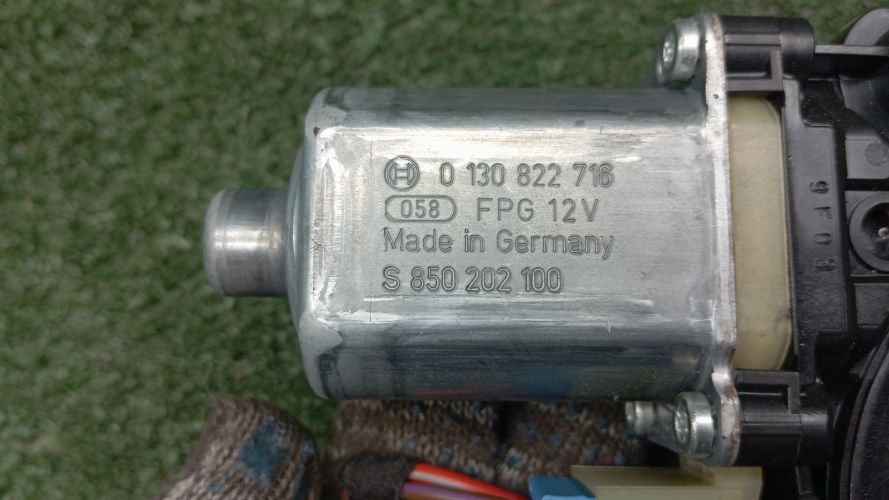 0 130 822 716
058 FPG 12V
Made in Germany
S 850 202 100